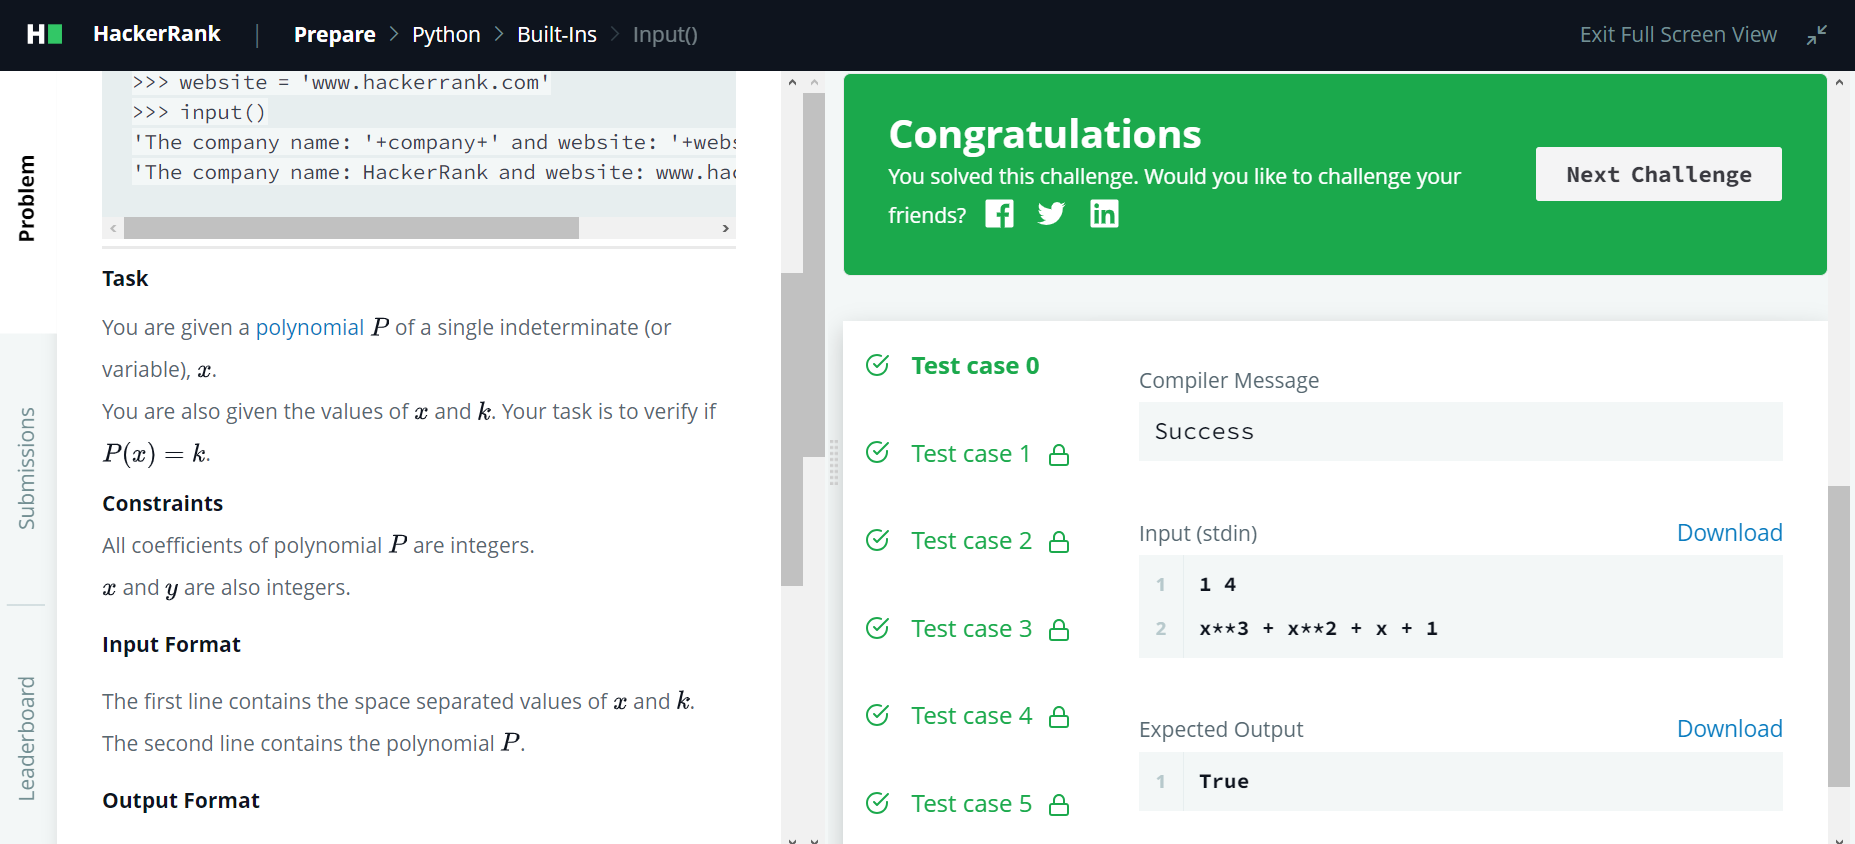 HackerRank | Prepare > Python > Built-Ins > Input() Exit Full Screen View
Problem
Submissions
Leaderboard
>>> website = 'www.hackerrank.com'
>>> input()
'The company name: '+company+' and website: '+webs
'The company name: HackerRank and website: www.hac
Task
You are given a polynomial P of a single indeterminate (or
variable), x.
You are also given the values of x and k. Your task is to verify if
P(x) = k.
Constraints
All coefficients of polynomial P are integers.
x and y are also integers.
Input Format
The first line contains the space separated values of x and k.
The second line contains the polynomial P.
Output Format
Congratulations
You solved this challenge. Would you like to challenge your
friends?
Next Challenge
Test case 0
Test case 1
Test case 2
Test case 3
Test case 4
Test case 5
Compiler Message
Success
Input (stdin) Download
1 1 4
2 x**3 + x**2 + x + 1
Expected Output Download
1 True